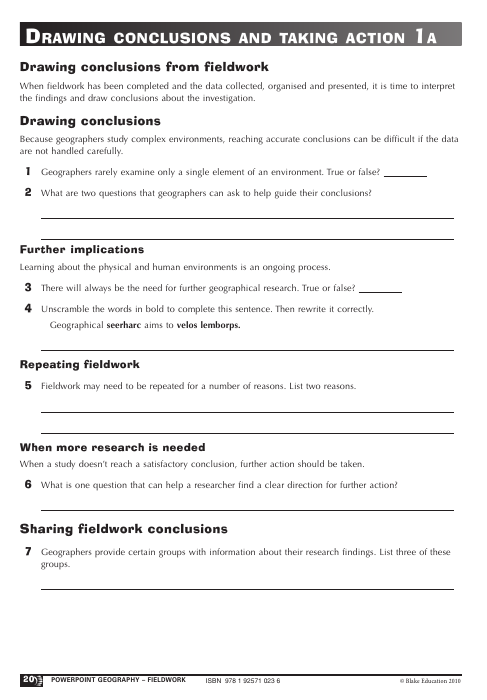 DRAWING CONCLUSIONS AND TAKING ACTION 1A
Drawing conclusions from fieldwork
When fieldwork has been completed and the data collected, organised and presented, it is time to interpret
the findings and draw conclusions about the investigation.
Drawing conclusions
Because geographers study complex environments, reaching accurate conclusions can be difficult if the data
are not handled carefully.
1 Geographers rarely examine only a single element of an environment. True or false?
2 What are two questions that geographers can ask to help guide their conclusions?
Further implications
Learning about the physical and human environments is an ongoing process.
3 There will always be the need for further geographical research. True or false?
4 Unscramble the words in bold to complete this sentence. Then rewrite it correctly.
Geographical seerharc aims to velos lemborps.
Repeating fieldwork
5 Fieldwork may need to be repeated for a number of reasons. List two reasons.
When more research is needed
When a study doesn't reach a satisfactory conclusion, further action should be taken.
6 What is one question that can help a researcher find a clear direction for further action?
Sharing fieldwork conclusions
7 Geographers provide certain groups with information about their research findings. List three of these
groups.
20 POWERPOINT GEOGRAPHY – FIELDWORK ISBN 978 1 92571 023 6 © Blake Education 2010